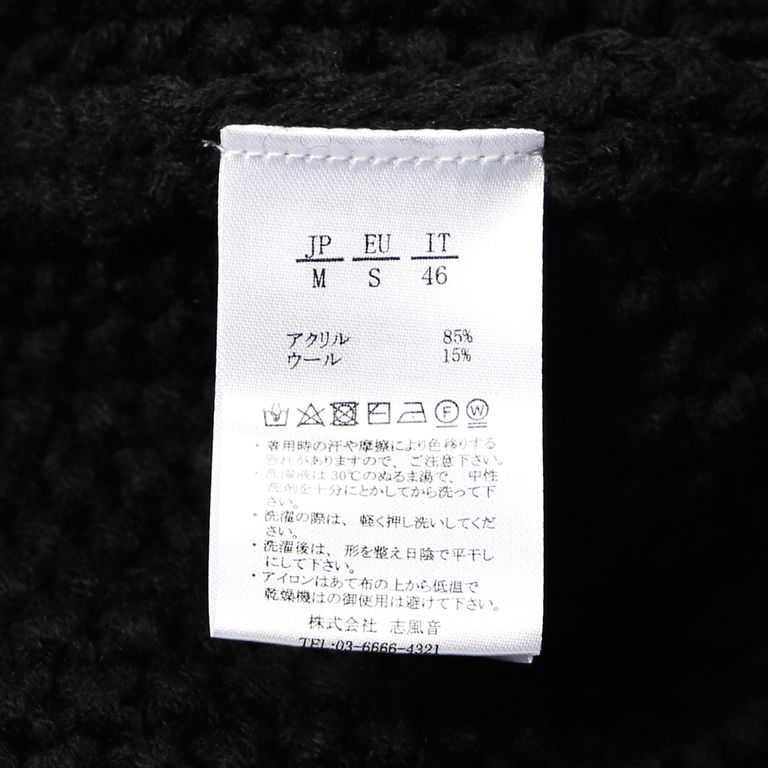 JP EU IT
M S 46
アクリル 85%
ウール 15%
F W
・着用時の汗や摩擦により色移りする
恐れがありますので、ご注意下さい。
・洗濯液は30℃のぬるま湯で、中性
洗剤を十分にとかしてから洗って下
さい。
・洗濯の際は、軽く押し洗いしてくだ
さい。
・洗濯後は、形を整え日陰で平干し
にして下さい。
・アイロンはあて布の上から低温で
乾燥機はの御使用は避けて下さい。
株式会社 志風音
TEL:03-6666-4321